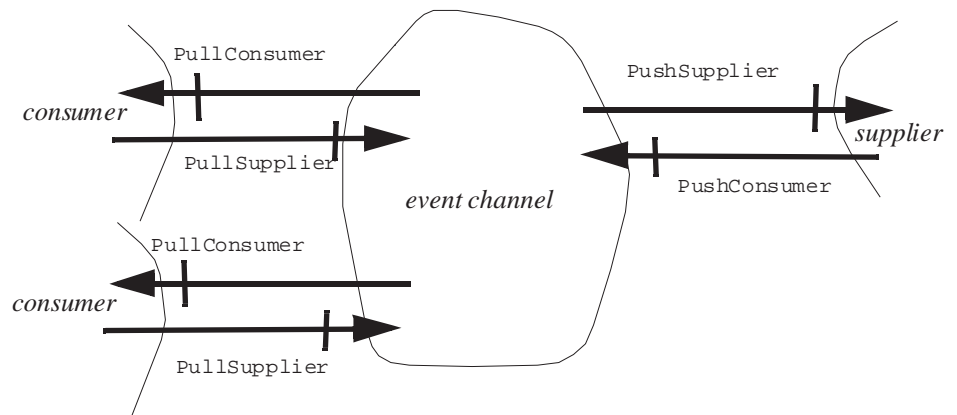 PullConsumer
consumer
PullSupplier
PushSupplier
supplier
PushConsumer
event channel
PullConsumer
consumer
PullSupplier